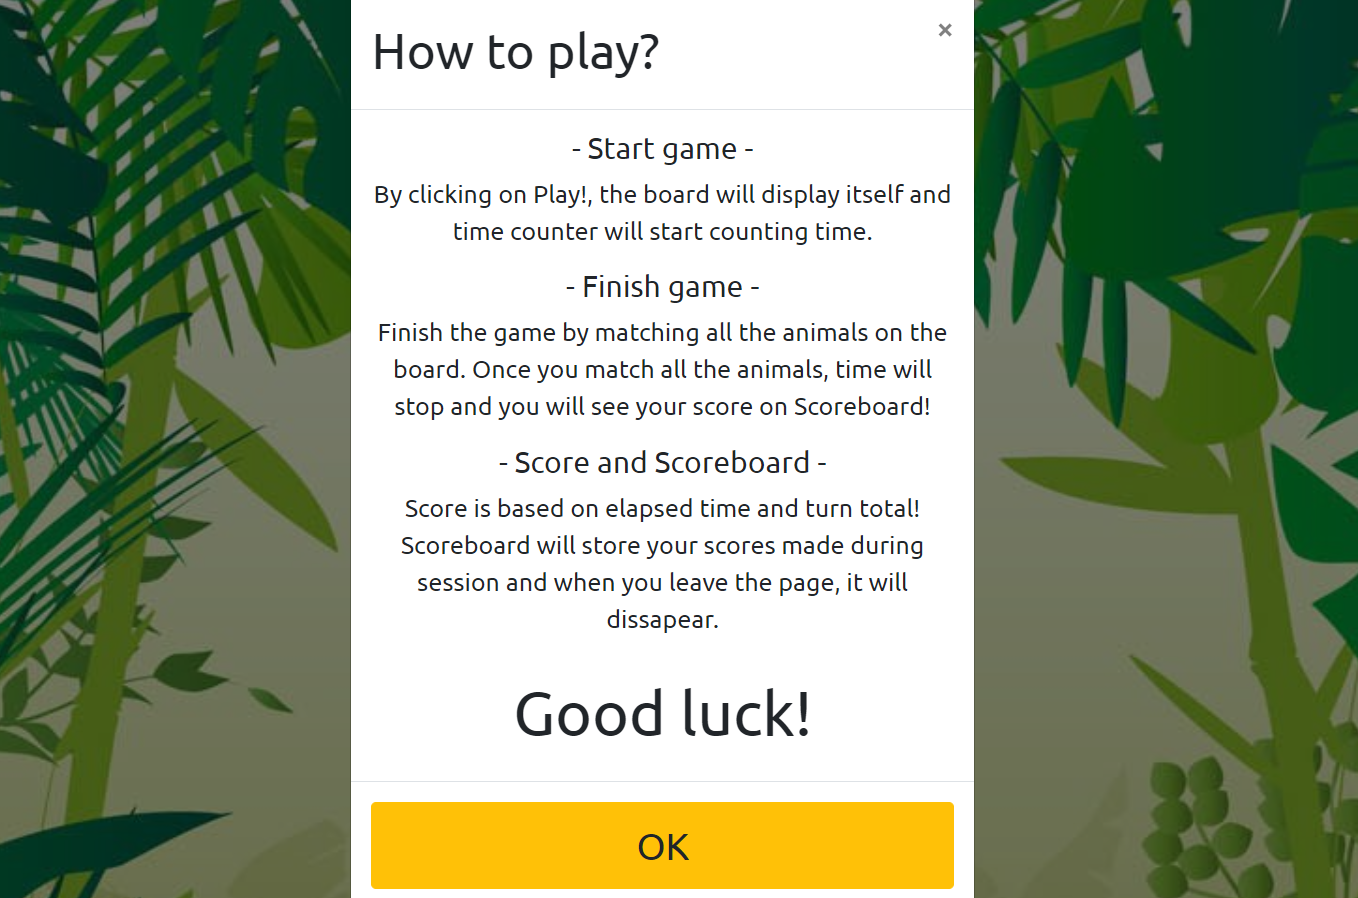 How to play?
×
- Start game -
By clicking on Play!, the board will display itself and
time counter will start counting time.
- Finish game -
Finish the game by matching all the animals on the
board. Once you match all the animals, time will
stop and you will see your score on Scoreboard!
- Score and Scoreboard -
Score is based on elapsed time and turn total!
Scoreboard will store your scores made during
session and when you leave the page, it will
dissapear.
Good luck!
OK